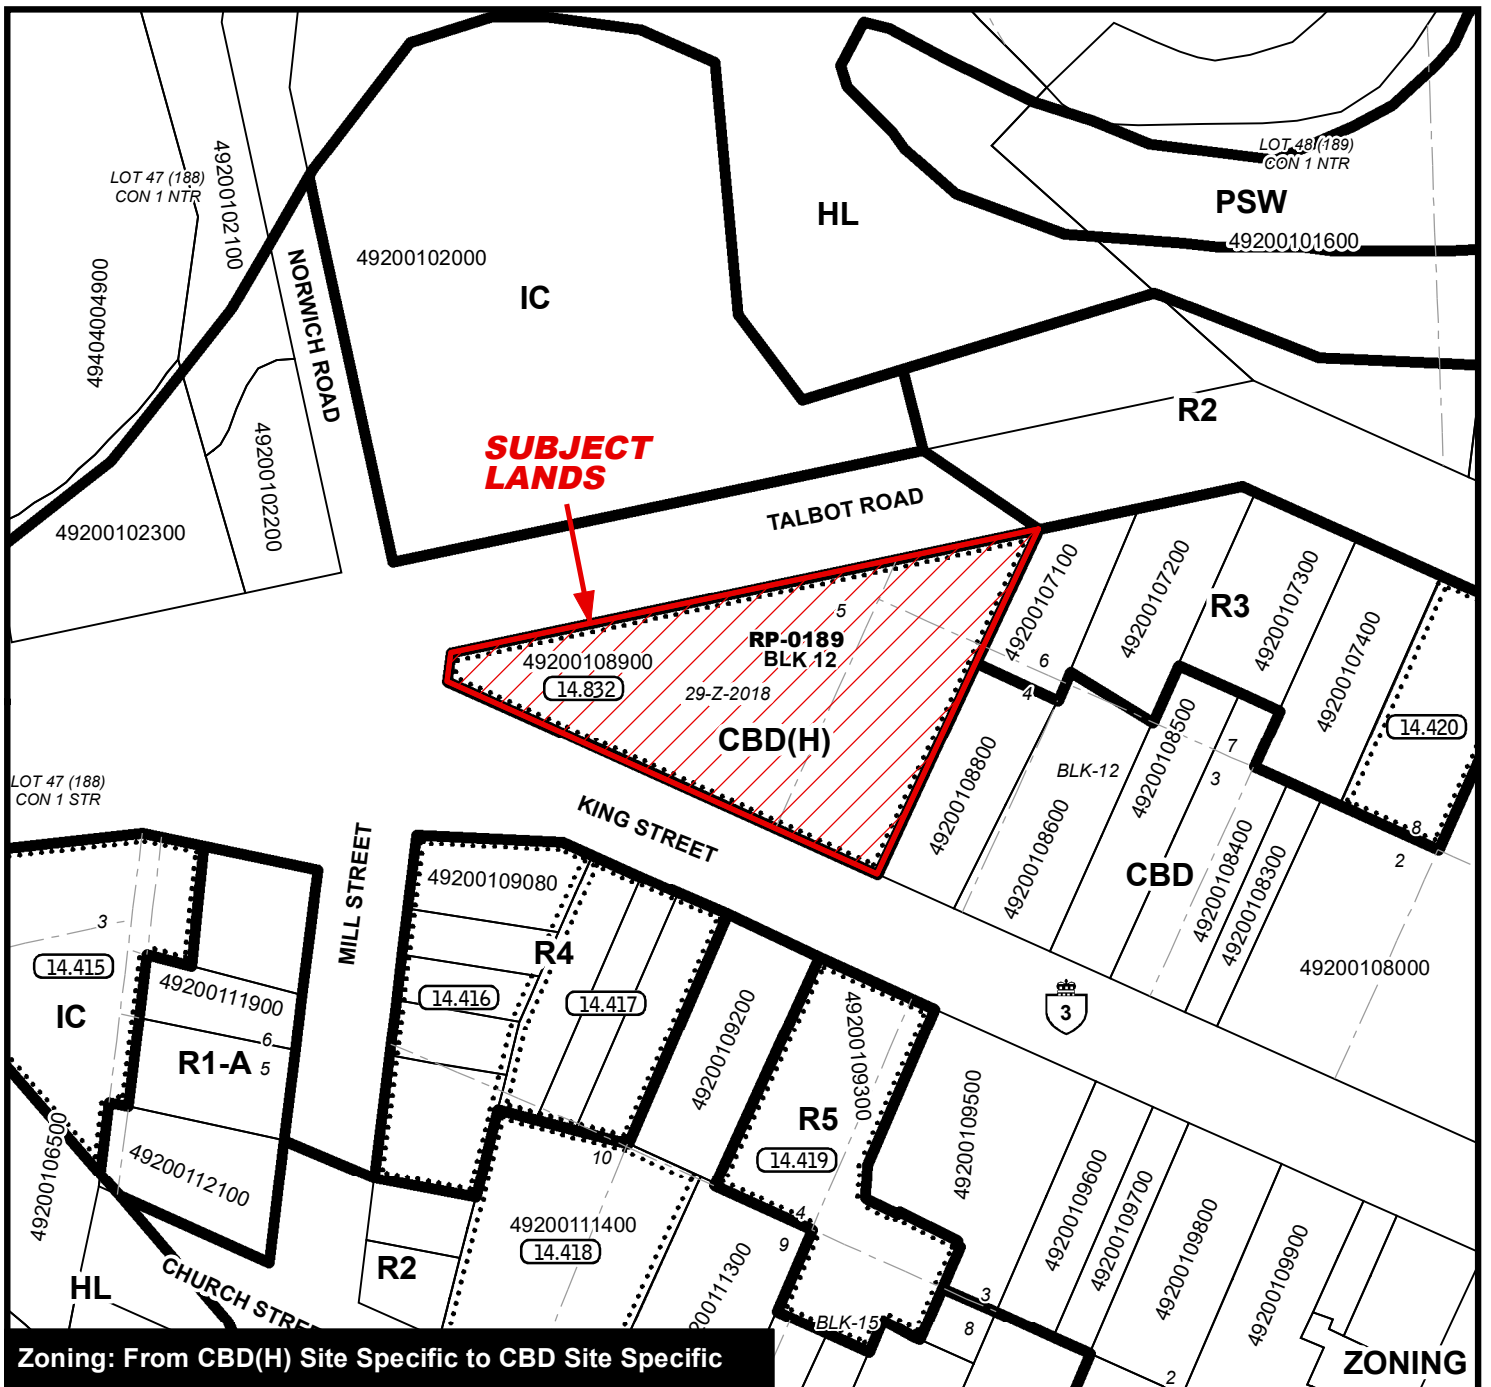 LOT 47 (188)
CON 1 NTR
49200102100
49404004900
NORWICH ROAD
49200102000
IC
HL
LOT 48 (189)
CON 1 NTR
PSW
49200101600
R2
SUBJECT
LANDS
49200102300
49200102200
TALBOT ROAD
5
RP-0189
BLK 12
49200108900
14.832
29-Z-2018
CBD(H)
49200107100
49200107200
R3
49200107300
49200107400
14.420
6
4
49200108800
BLK-12
49200108500
7
3
49200108600
CBD
49200108400
49200108300
8
2
49200108000
3
LOT 47 (188)
CON 1 STR
KING STREET
MILL STREET
49200109080
R4
14.416
14.417
3
14.415
IC
49200111900
6
R1-A
5
49200112100
49200106500
HL
CHURCH STREE
R2
49200109200
49200109300
R5
14.419
10
49200111400
14.418
4
9
200111300
BLK-15
49200109500
49200109600
49200109700
49200109800
49200109900
3
8
2
Zoning: From CBD(H) Site Specific to CBD Site Specific
ZONING